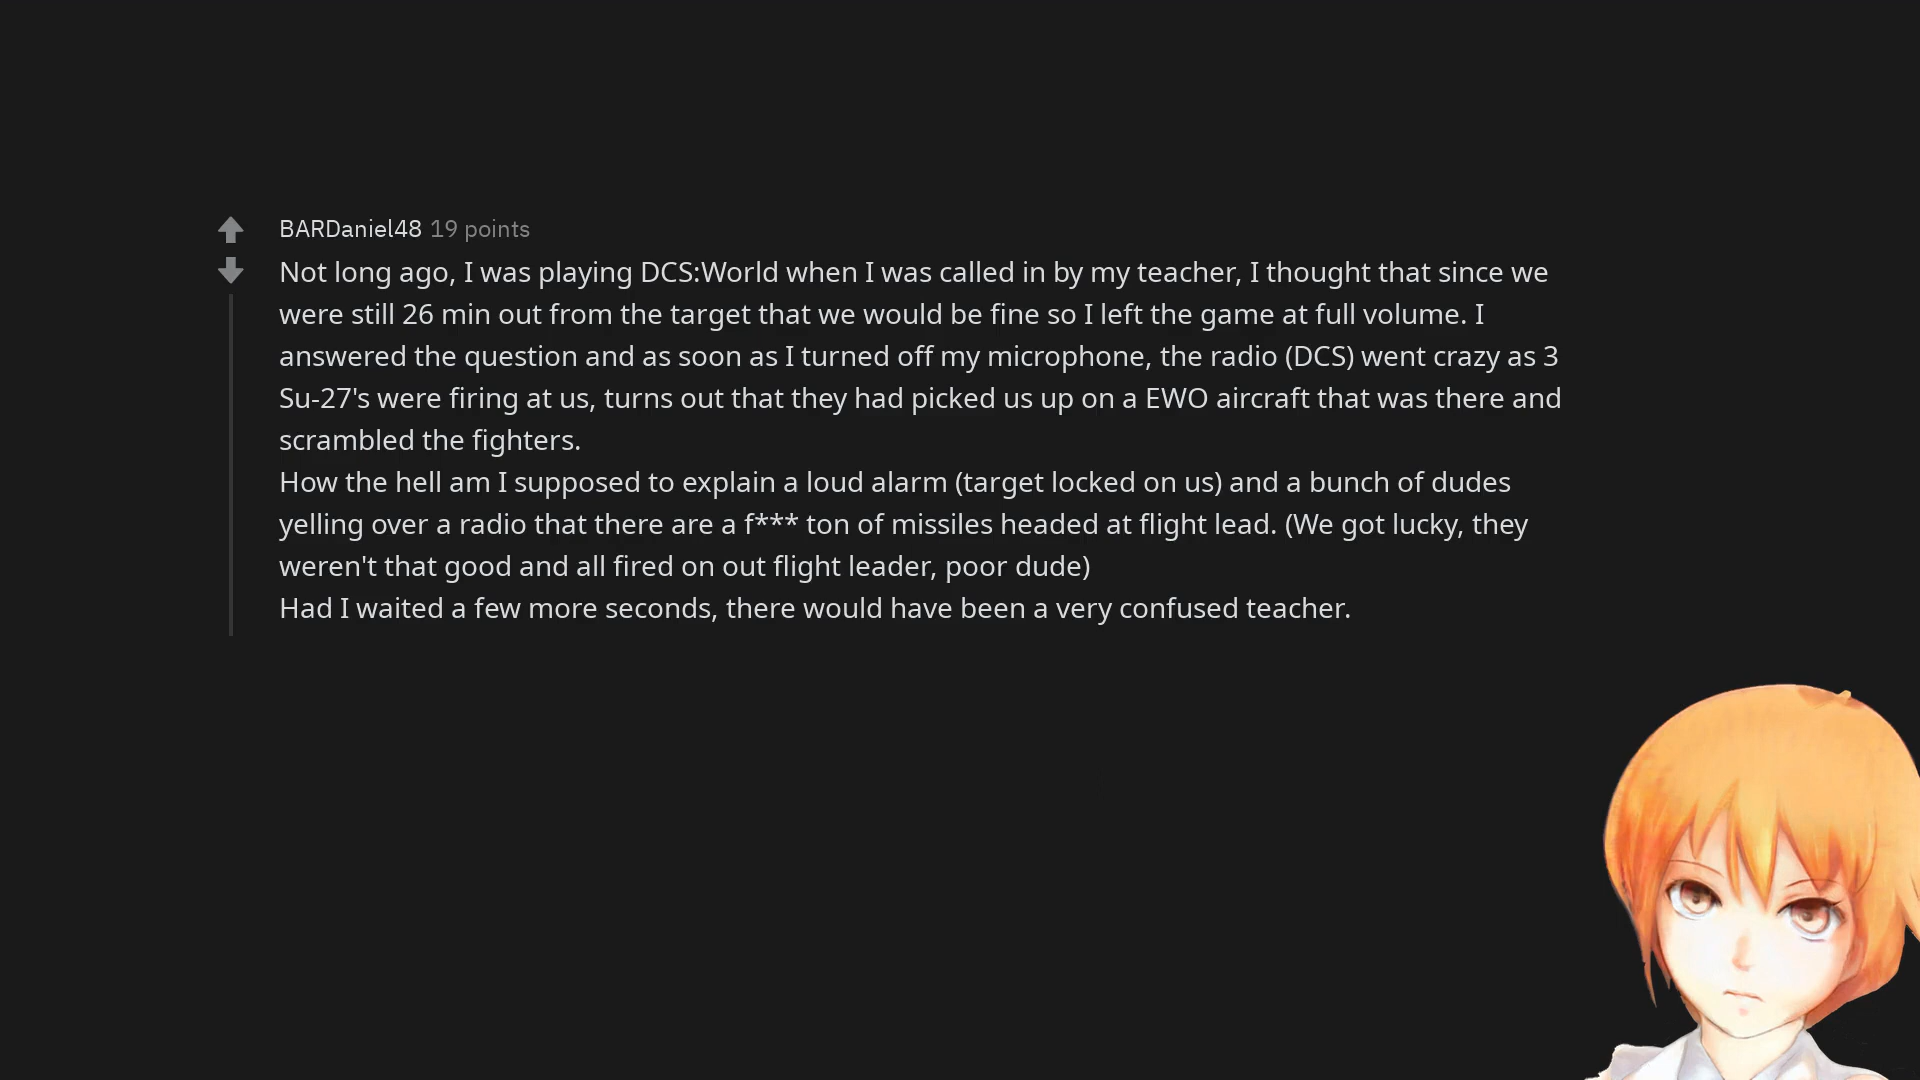 BARDaniel48 19 points
Not long ago, I was playing DCS:World when I was called in by my teacher, I thought that since we
were still 26 min out from the target that we would be fine so I left the game at full volume. I
answered the question and as soon as I turned off my microphone, the radio (DCS) went crazy as 3
Su-27's were firing at us, turns out that they had picked us up on a EWO aircraft that was there and
scrambled the fighters.
How the hell am I supposed to explain a loud alarm (target locked on us) and a bunch of dudes
yelling over a radio that there are a f*** ton of missiles headed at flight lead. (We got lucky, they
weren't that good and all fired on out flight leader, poor dude)
Had I waited a few more seconds, there would have been a very confused teacher.